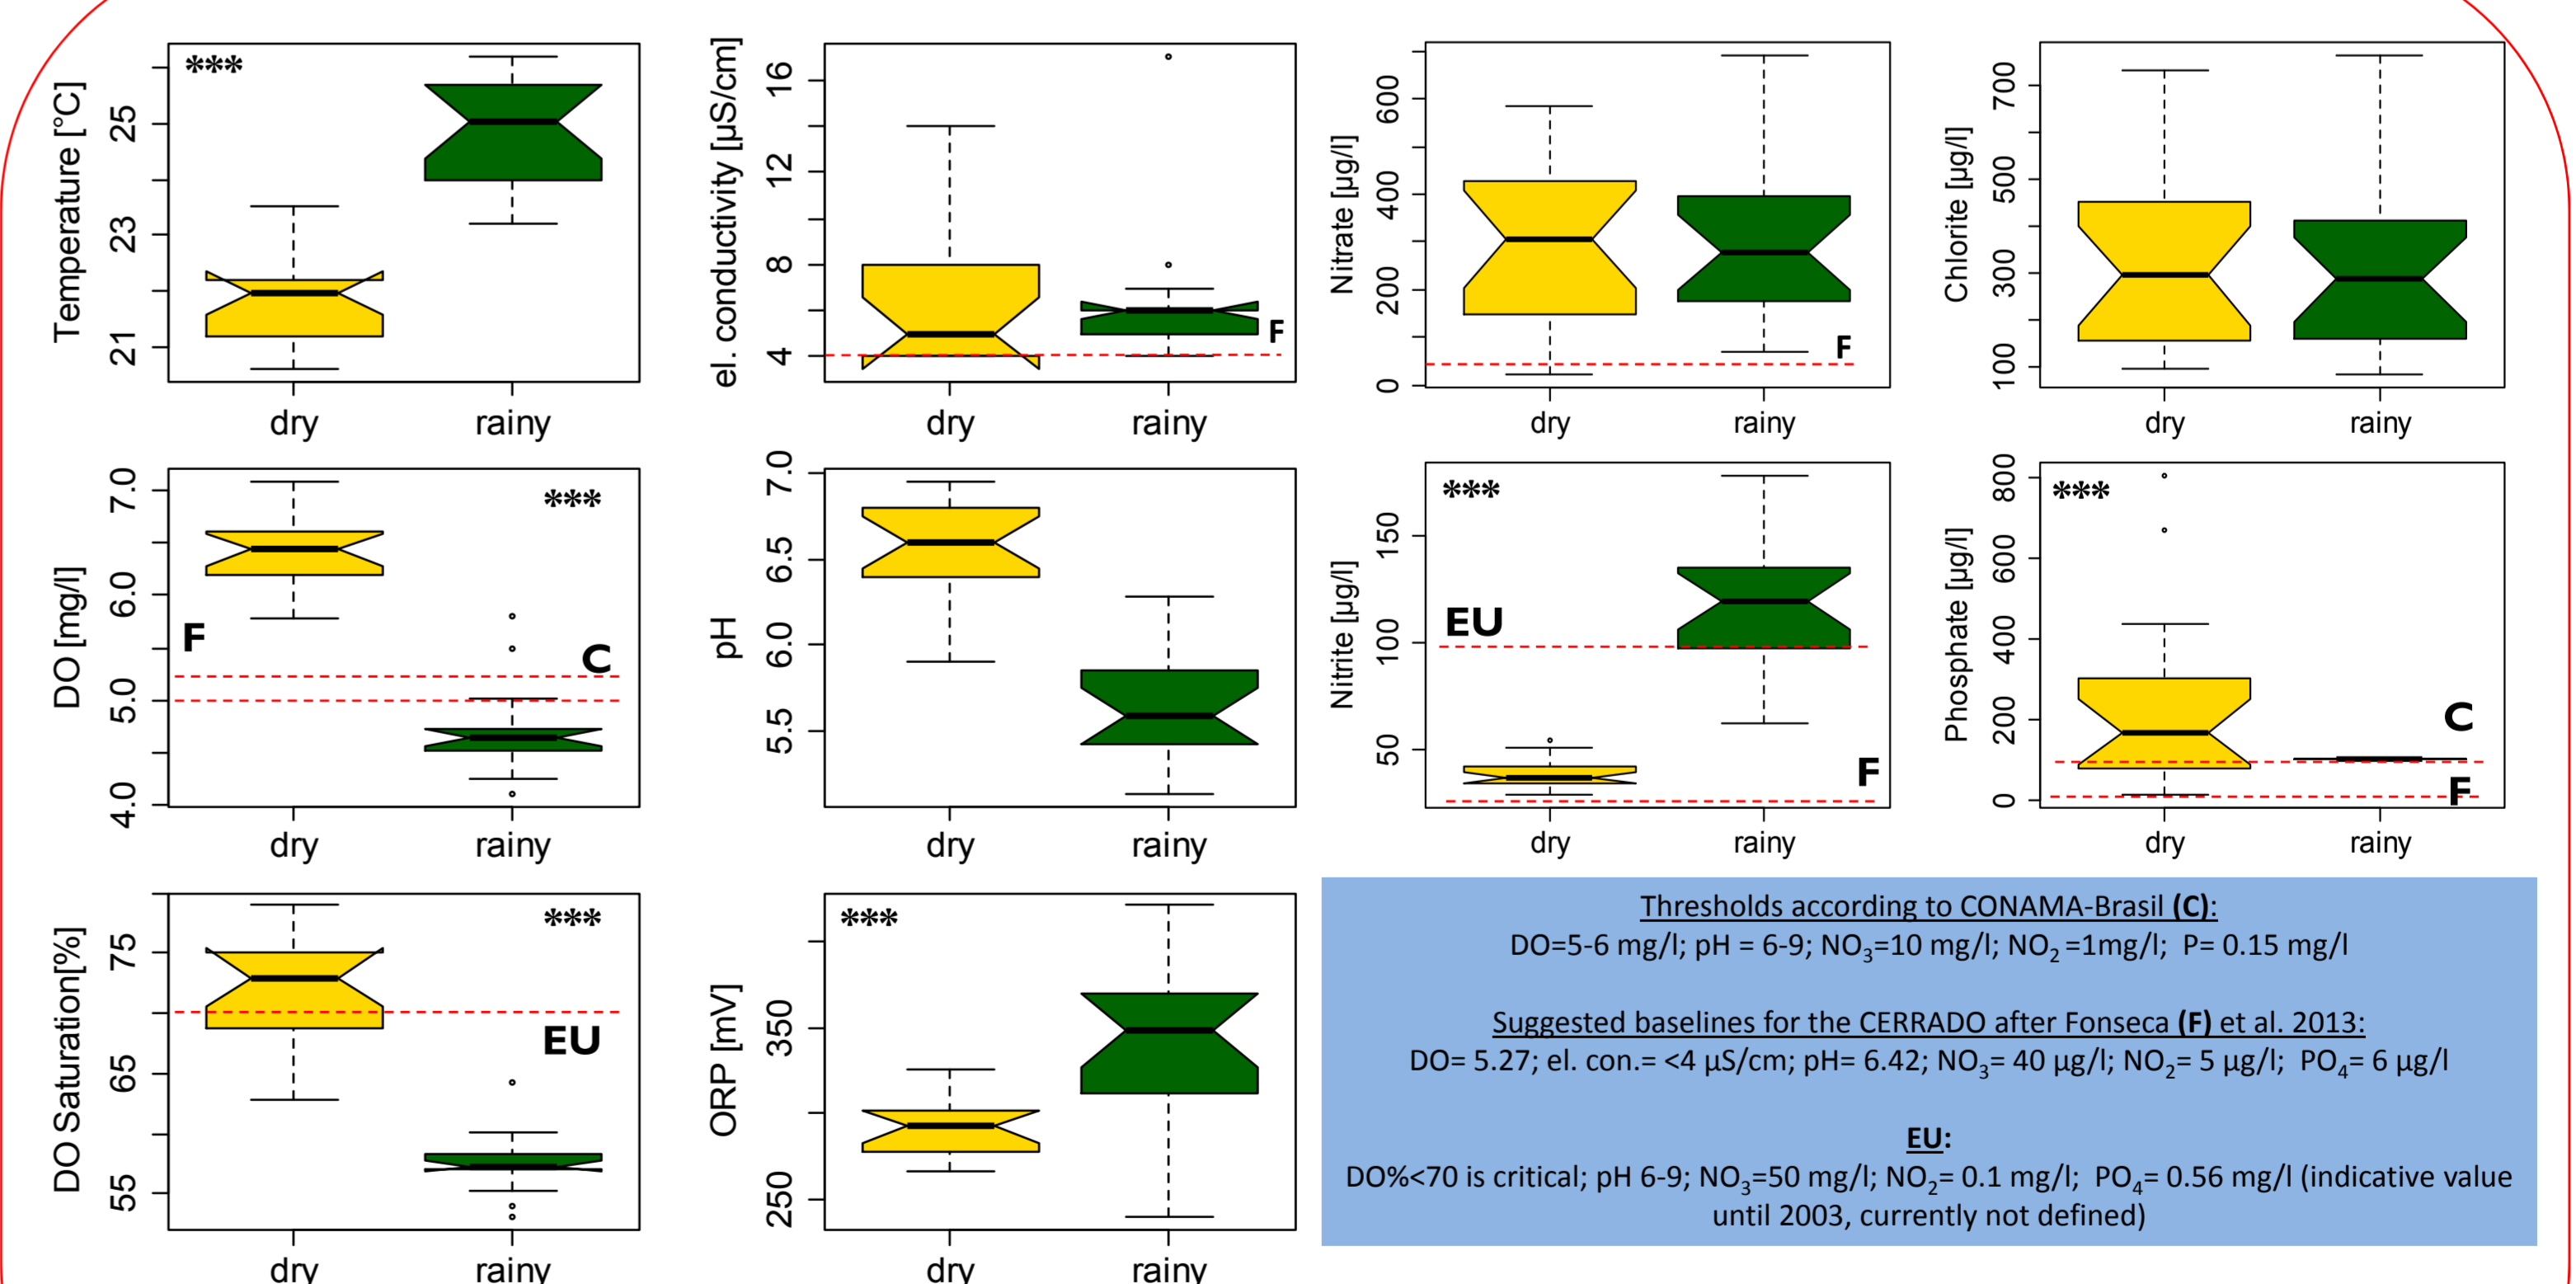 ***
Temperature [°C]
25
23
21
dry
rainy
el. conductivity [µS/cm]
16
12
8
4
F
dry
rainy
Nitrate [µg/l]
600
400
200
0
F
dry
rainy
Chlorite [µg/l]
700
500
300
100
dry
rainy
***
DO [mg/l]
7.0
6.0
5.0
4.0
F
C
dry
rainy
pH
7.0
6.5
6.0
5.5
dry
rainy
***
Nitrite [µg/l]
150
100
50
EU
F
dry
rainy
***
Phosphate [µg/l]
800
600
400
200
0
C
F
dry
rainy
***
DO Saturation[%]
75
65
55
EU
dry
rainy
***
ORP [mV]
350
250
dry
rainy
Thresholds according to CONAMA-Brasil (C):
DO=5-6 mg/l; pH = 6-9; NO₃=10 mg/l; NO₂ =1mg/l; P= 0.15 mg/l
Suggested baselines for the CERRADO after Fonseca (F) et al. 2013:
DO= 5.27; el. con.= <4 µS/cm; pH= 6.42; NO₃= 40 µg/l; NO₂= 5 µg/l; PO₄= 6 µg/l
EU:
DO%<70 is critical; pH 6-9; NO₃=50 mg/l; NO₂= 0.1 mg/l; PO₄= 0.56 mg/l (indicative value
until 2003, currently not defined)